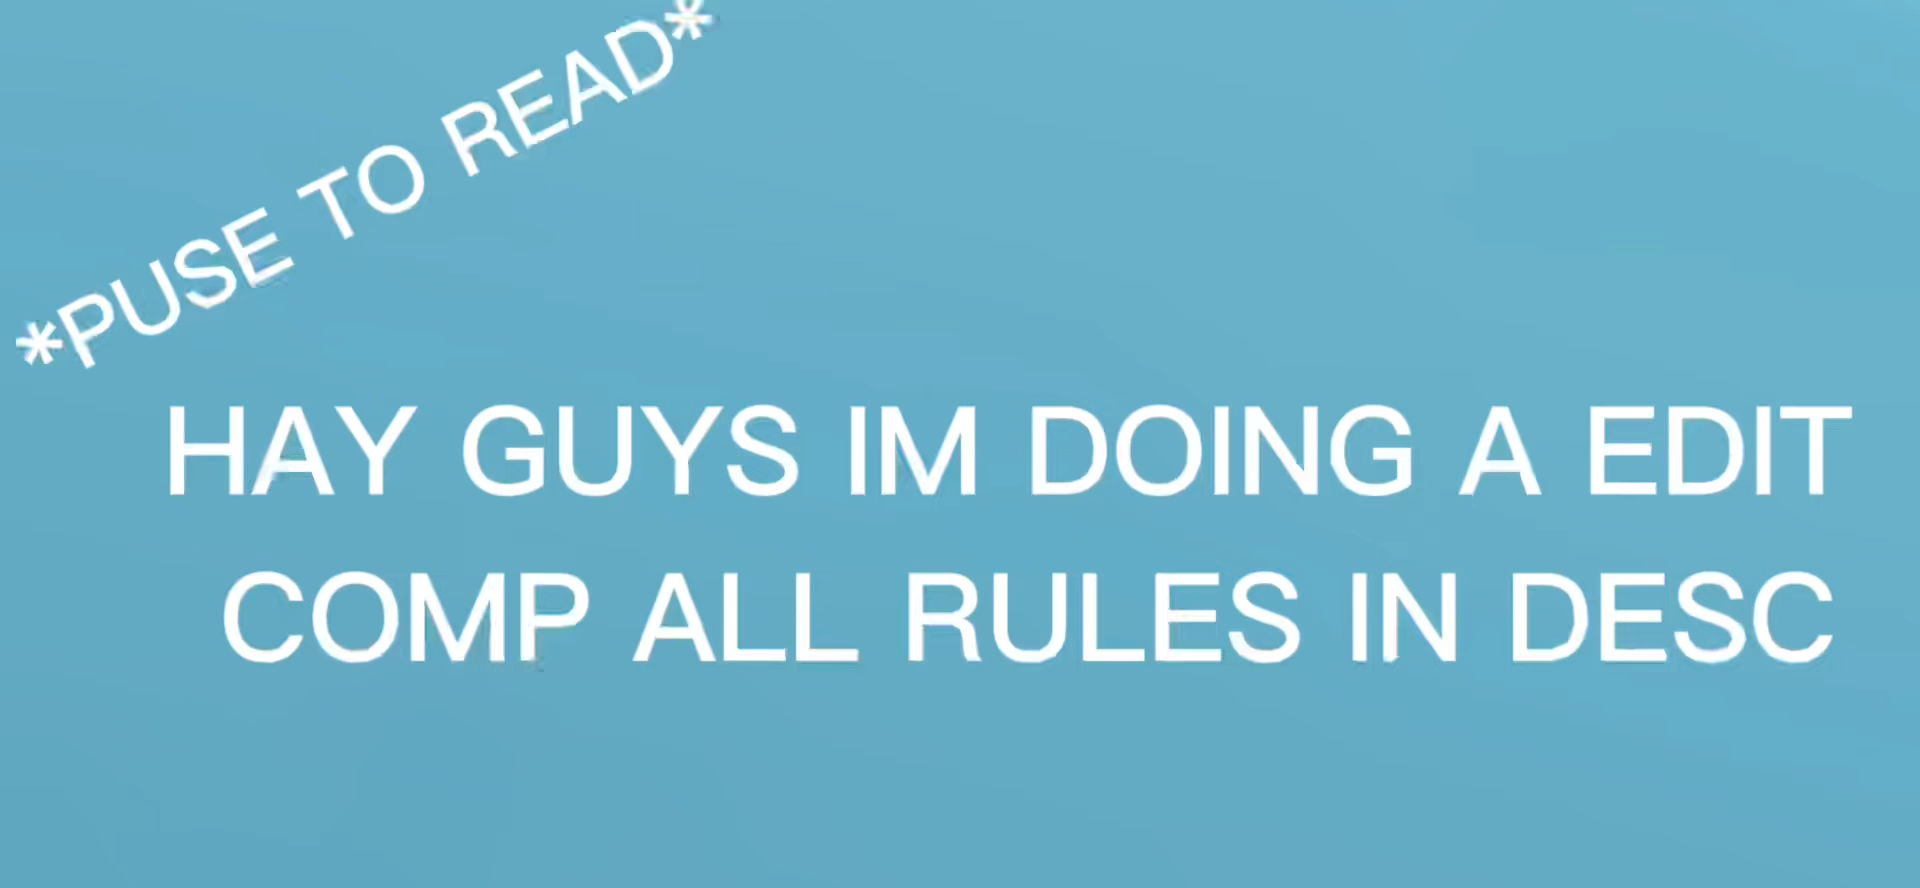 *PUSE TO READ*
HAY GUYS IM DOING A EDIT
COMP ALL RULES IN DESC